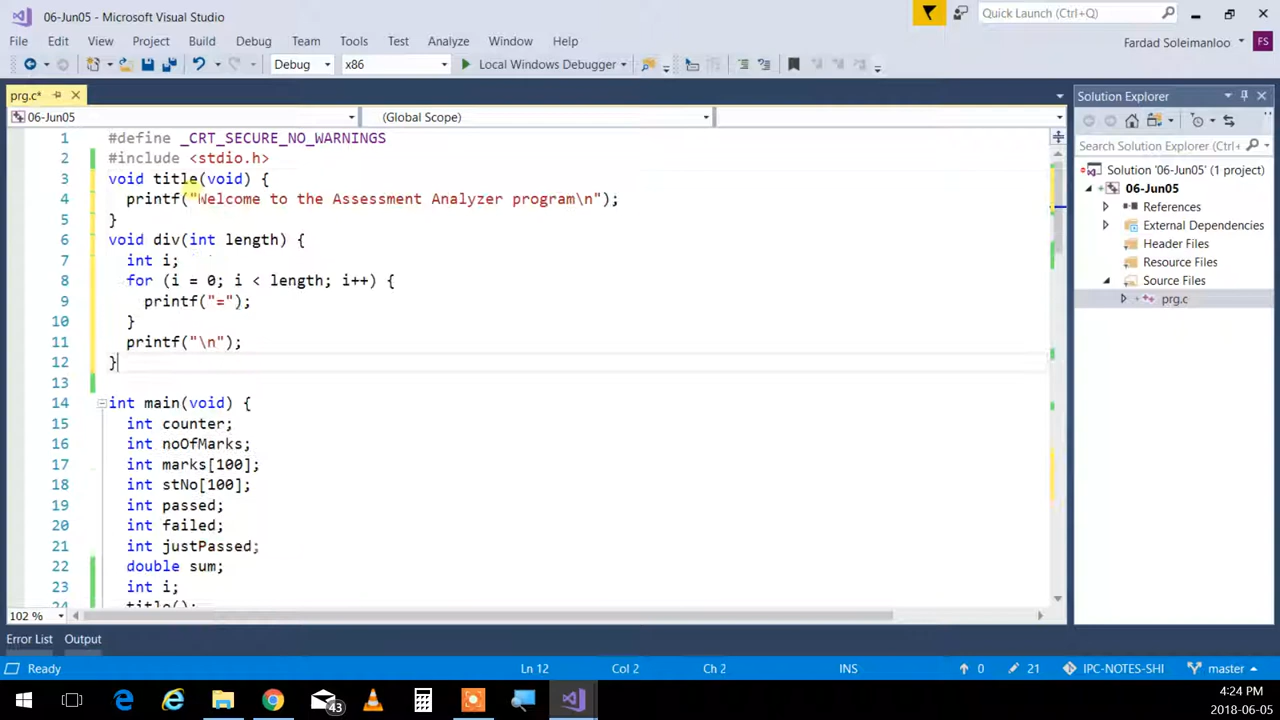 06-Jun05 - Microsoft Visual Studio
Quick Launch (Ctrl+Q)
File Edit View Project Build Debug Team Tools Test Analyze Window Help
Fardad Soleimanloo
FS
Debug x86 Local Windows Debugger
prg.c*
06-Jun05 (Global Scope)
1 #define _CRT_SECURE_NO_WARNINGS
2 #include <stdio.h>
3 void title(void) {
4 printf("Welcome to the Assessment Analyzer program\n");
5 }
6 void div(int length) {
7 int i;
8 for (i = 0; i < length; i++) {
9 printf("=");
10 }
11 printf("\n");
12 }
13
14 int main(void) {
15 int counter;
16 int noOfMarks;
17 int marks[100];
18 int stNo[100];
19 int passed;
20 int failed;
21 int justPassed;
22 double sum;
23 int i;
24 title();
102 %
Solution Explorer
Search Solution Explorer (Ctrl+;)
Solution '06-Jun05' (1 project)
06-Jun05
References
External Dependencies
Header Files
Resource Files
Source Files
prg.c
Error List Output
Ready Ln 12 Col 2 Ch 2 INS 0 21 IPC-NOTES-SHI master
43
4:24 PM
2018-06-05